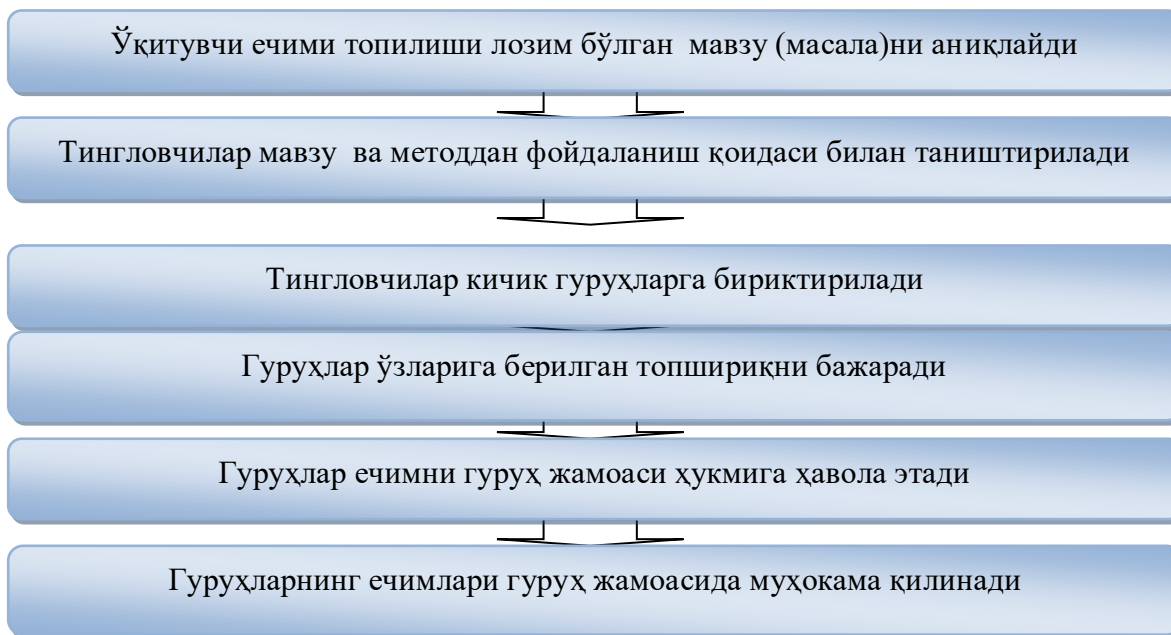 Ўқитувчи ечими топилиши лозим бўлган мавзу (масала)ни аниқлайди
Тингловчилар мавзу ва методдан фойдаланиш қоидаси билан таништирилади
Тингловчилар кичик гуруҳларга бириктирилади
Гуруҳлар ўзларига берилган топшириқни бажаради
Гуруҳлар ечимни гуруҳ жамоаси ҳукмига ҳавола этади
Гуруҳларнинг ечимлари гуруҳ жамоасида муҳокама қилинади